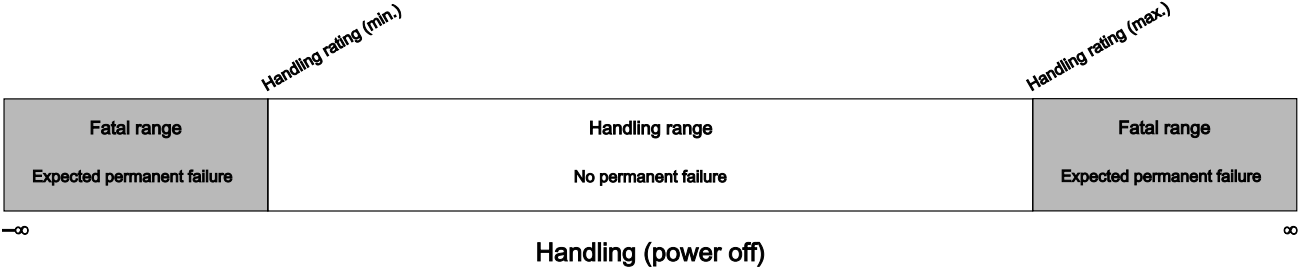 Handling rating (min.)
Handling rating (max.)
Fatal range
Handling range
Fatal range
Expected permanent failure
No permanent failure
Expected permanent failure
–∞
∞
Handling (power off)